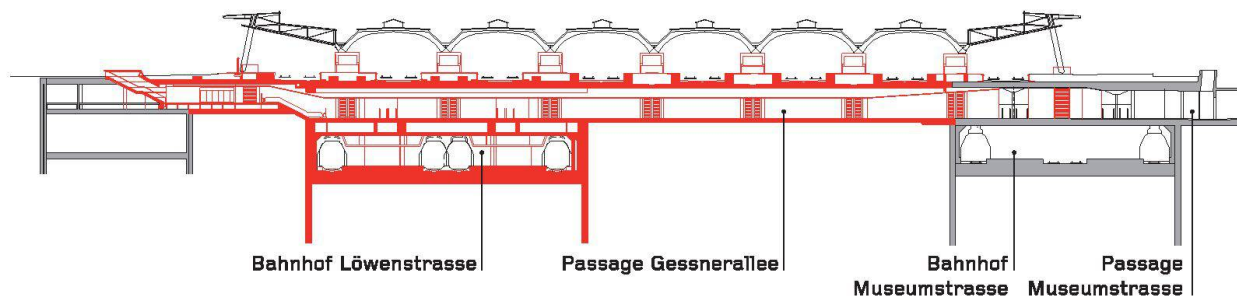 Bahnhof Löwenstrasse
Passage Gessnerallee
Bahnhof
Museumstrasse
Passage
Museumstrasse